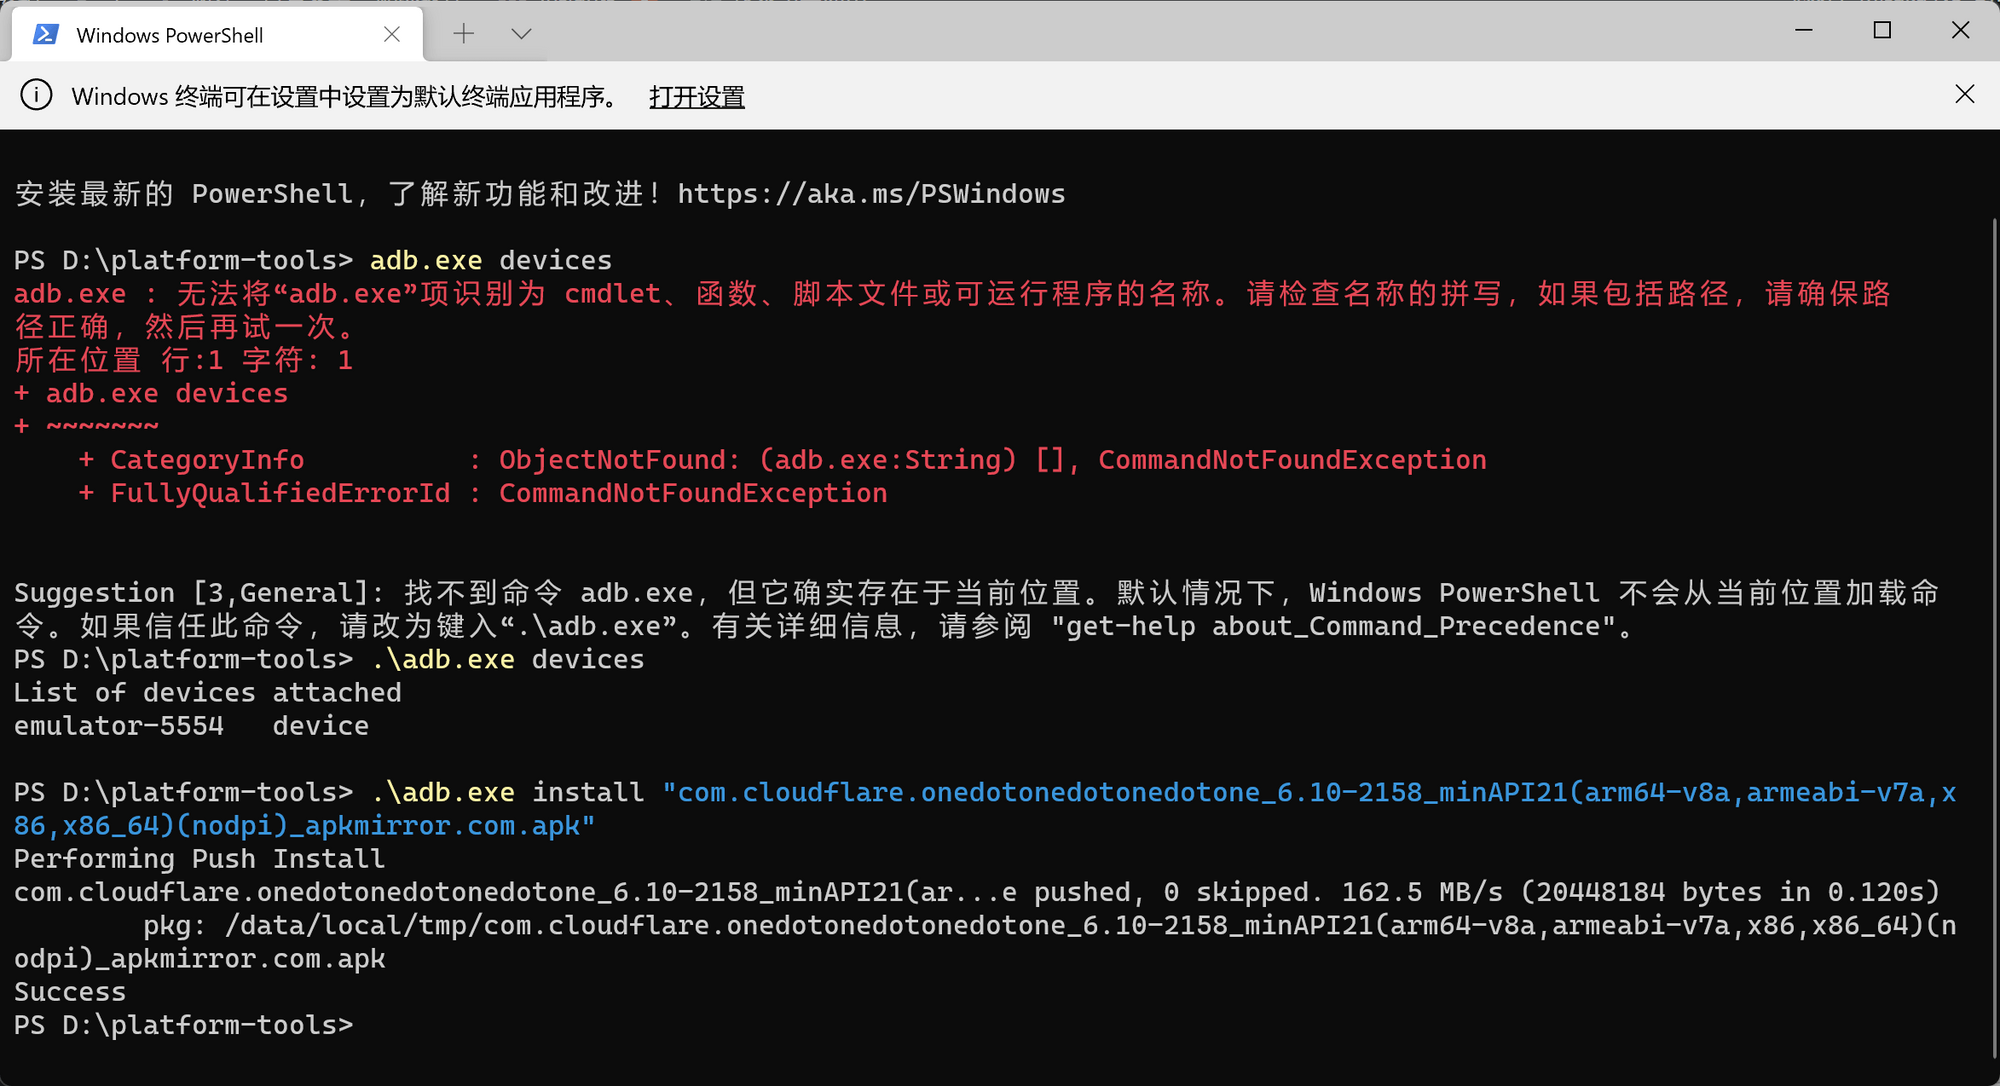 Windows PowerShell
Windows 终端可在设置中设置为默认终端应用程序。 打开设置
安装最新的 PowerShell，了解新功能和改进！https://aka.ms/PSWindows
PS D:\platform-tools> adb.exe devices
adb.exe : 无法将“adb.exe”项识别为 cmdlet、函数、脚本文件或可运行程序的名称。请检查名称的拼写，如果包括路径，请确保路
径正确，然后再试一次。
所在位置 行:1 字符: 1
+ adb.exe devices
+ ~~~~~~~
    + CategoryInfo          : ObjectNotFound: (adb.exe:String) [], CommandNotFoundException
    + FullyQualifiedErrorId : CommandNotFoundException
Suggestion [3,General]: 找不到命令 adb.exe，但它确实存在于当前位置。默认情况下，Windows PowerShell 不会从当前位置加载命
令。如果信任此命令，请改为键入“.\adb.exe”。有关详细信息，请参阅 "get-help about_Command_Precedence"。
PS D:\platform-tools> .\adb.exe devices
List of devices attached
emulator-5554   device
PS D:\platform-tools> .\adb.exe install "com.cloudflare.onedotonedotonedotone_6.10-2158_minAPI21(arm64-v8a,armeabi-v7a,x
86,x86_64)(nodpi)_apkmirror.com.apk"
Performing Push Install
com.cloudflare.onedotonedotonedotone_6.10-2158_minAPI21(ar...e pushed, 0 skipped. 162.5 MB/s (20448184 bytes in 0.120s)
        pkg: /data/local/tmp/com.cloudflare.onedotonedotonedotone_6.10-2158_minAPI21(arm64-v8a,armeabi-v7a,x86,x86_64)(n
odpi)_apkmirror.com.apk
Success
PS D:\platform-tools>